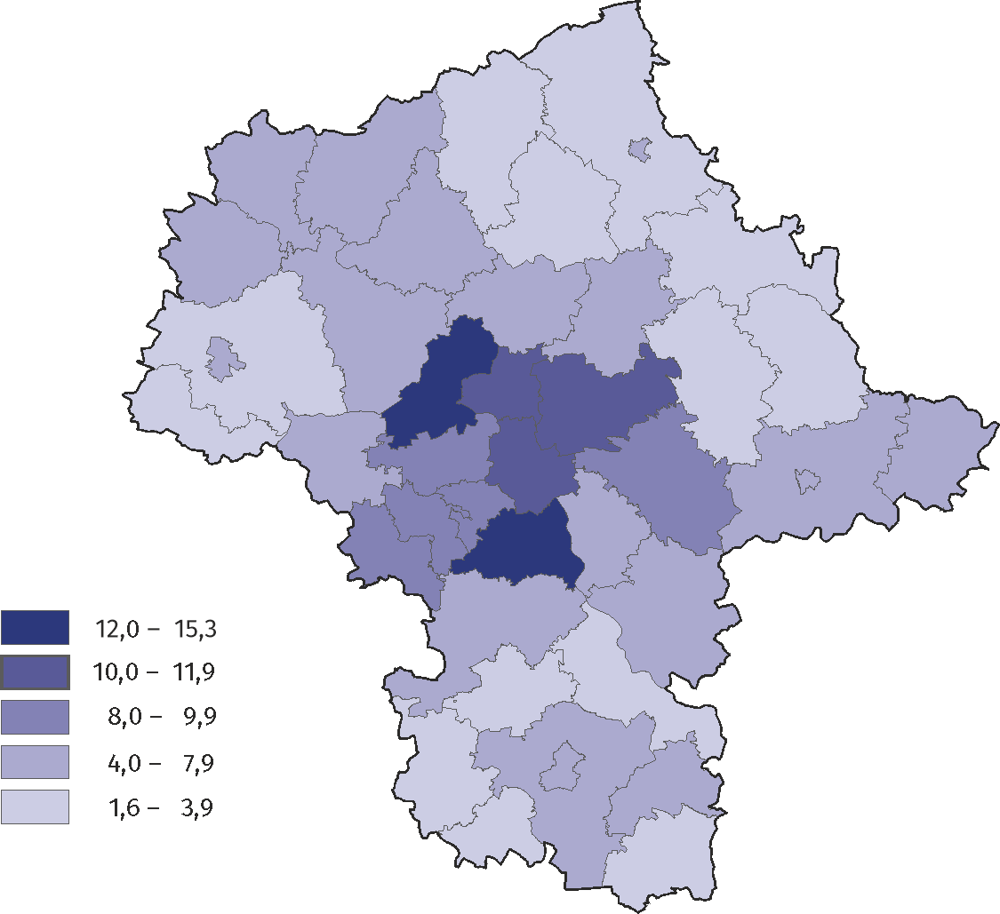 12,0 – 15,3
10,0 – 11,9
8,0 – 9,9
4,0 – 7,9
1,6 – 3,9